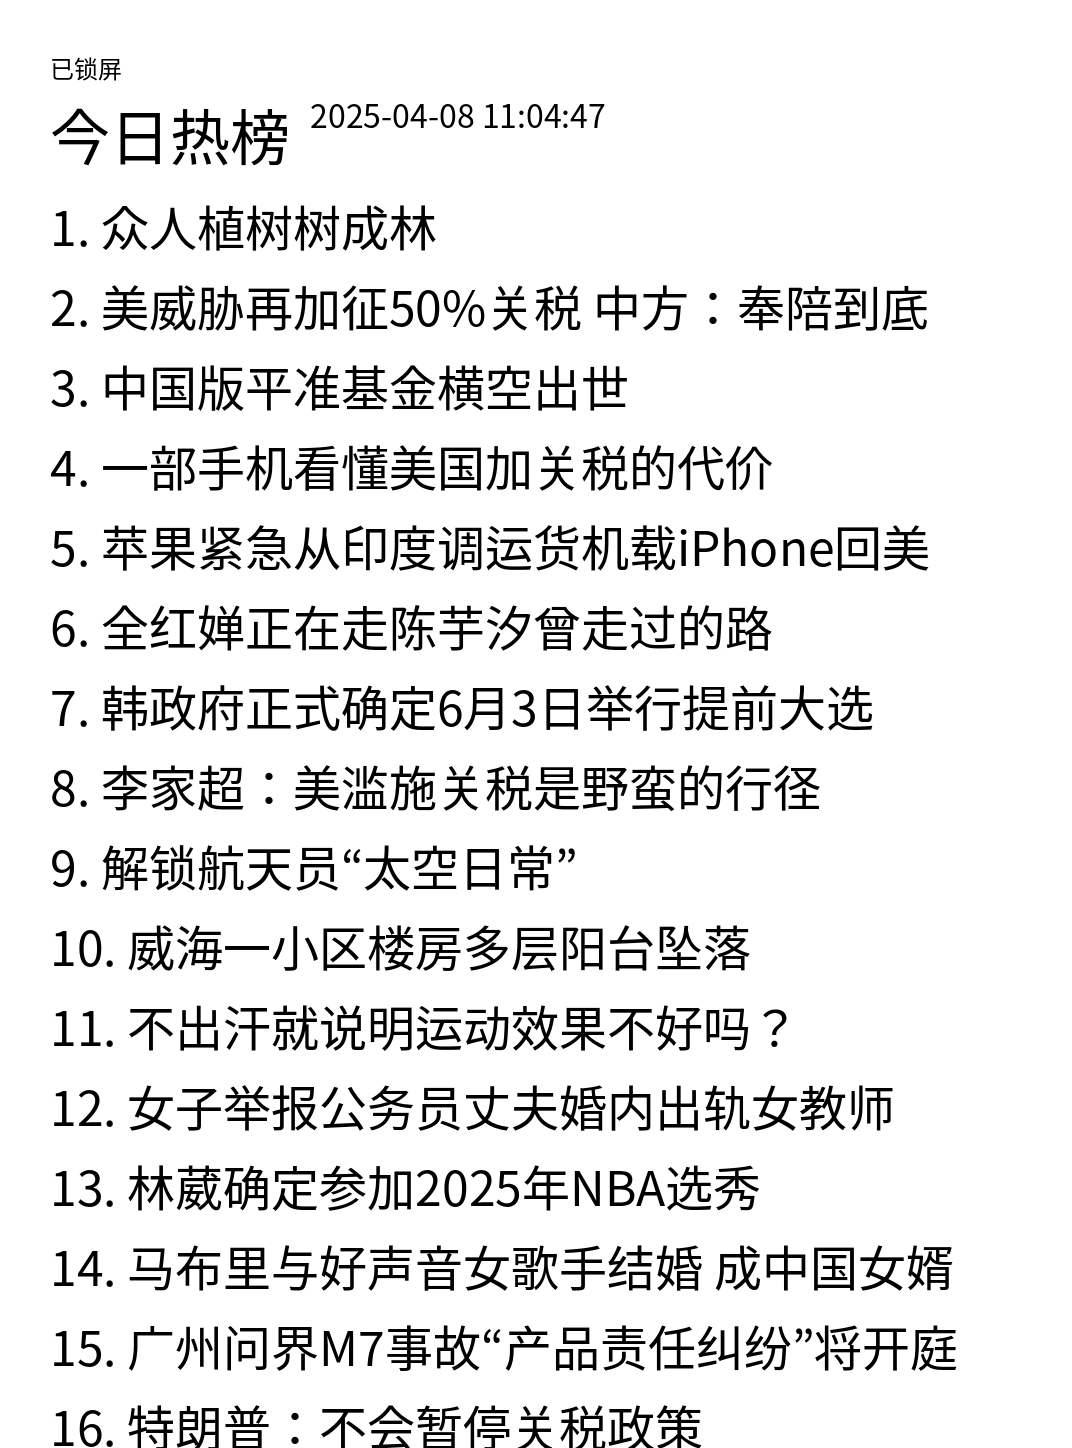 已锁屏
今日热榜 2025-04-08 11:04:47
1. 众人植树树成林
2. 美威胁再加征50%关税 中方：奉陪到底
3. 中国版平准基金横空出世
4. 一部手机看懂美国加关税的代价
5. 苹果紧急从印度调运货机载iPhone回美
6. 全红婵正在走陈芋汐曾走过的路
7. 韩政府正式确定6月3日举行提前大选
8. 李家超：美滥施关税是野蛮的行径
9. 解锁航天员“太空日常”
10. 威海一小区楼房多层阳台坠落
11. 不出汗就说明运动效果不好吗？
12. 女子举报公务员丈夫婚内出轨女教师
13. 林葳确定参加2025年NBA选秀
14. 马布里与好声音女歌手结婚 成中国女婿
15. 广州问界M7事故“产品责任纠纷”将开庭
16. 特朗普：不会暂停关税政策